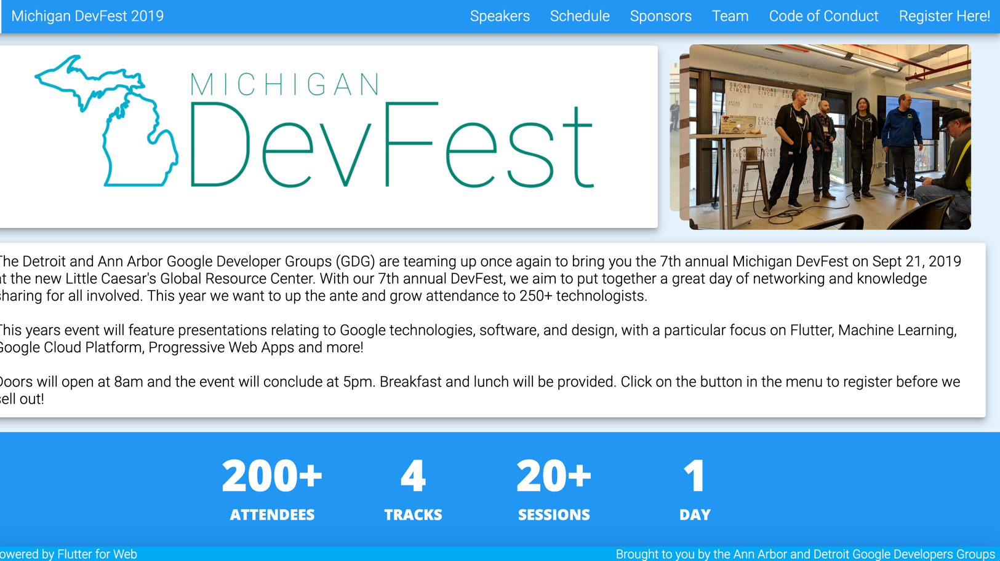 Michigan DevFest 2019
Speakers Schedule Sponsors Team Code of Conduct Register Here!
MICHIGAN
DevFest
GRAND CIRCUS
The Detroit and Ann Arbor Google Developer Groups (GDG) are teaming up once again to bring you the 7th annual Michigan DevFest on Sept 21, 2019
at the new Little Caesar's Global Resource Center. With our 7th annual DevFest, we aim to put together a great day of networking and knowledge
sharing for all involved. This year we want to up the ante and grow attendance to 250+ technologists.
This years event will feature presentations relating to Google technologies, software, and design, with a particular focus on Flutter, Machine Learning,
Google Cloud Platform, Progressive Web Apps and more!
Doors will open at 8am and the event will conclude at 5pm. Breakfast and lunch will be provided. Click on the button in the menu to register before we
sell out!
200+ 4 20+ 1
ATTENDEES TRACKS SESSIONS DAY
owered by Flutter for Web
Brought to you by the Ann Arbor and Detroit Google Developers Groups